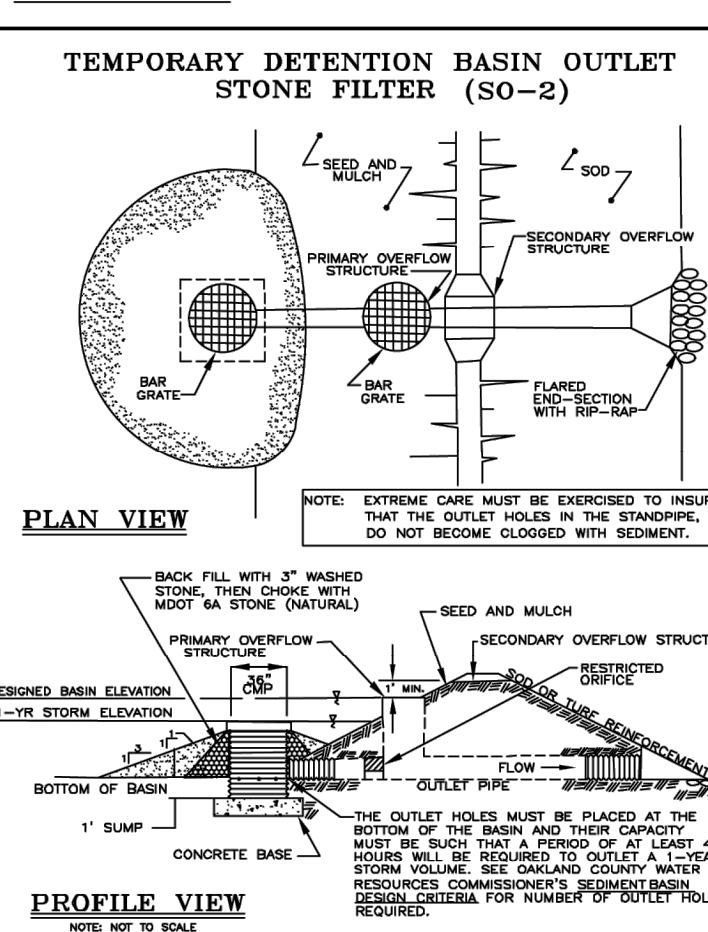 TEMPORARY DETENTION BASIN OUTLET
STONE FILTER (SO-2)
SEED AND
MULCH
SOD
SECONDARY OVERFLOW
STRUCTURE
PRIMARY OVERFLOW
STRUCTURE
BAR
GRATE
BAR
GRATE
FLARED
END-SECTION
WITH RIP-RAP
PLAN VIEW
NOTE: EXTREME CARE MUST BE EXERCISED TO INSUR
THAT THE OUTLET HOLES IN THE STANDPIPE,
DO NOT BECOME CLOGGED WITH SEDIMENT.
BACK FILL WITH 3" WASHED
STONE, THEN CHOKE WITH
MDOT 6A STONE (NATURAL)
SEED AND MULCH
PRIMARY OVERFLOW
STRUCTURE
SECONDARY OVERFLOW STRUCT
RESTRICTED
ORIFICE
36"
CMP
1' MIN.
ESIGNED BASIN ELEVATION
1-YR STORM ELEVATION
SOD OR TURF REINFORCEMENT
1
1
3
1
FLOW
BOTTOM OF BASIN
OUTLET PIPE
1' SUMP
CONCRETE BASE
THE OUTLET HOLES MUST BE PLACED AT THE
BOTTOM OF THE BASIN AND THEIR CAPACITY
MUST BE SUCH THAT A PERIOD OF AT LEAST 4
HOURS WILL BE REQUIRED TO OUTLET A 1-YEA
STORM VOLUME. SEE OAKLAND COUNTY WATER
RESOURCES COMMISSIONER'S SEDIMENT BASIN
DESIGN CRITERIA FOR NUMBER OF OUTLET HOL
REQUIRED.
PROFILE VIEW
NOTE: NOT TO SCALE